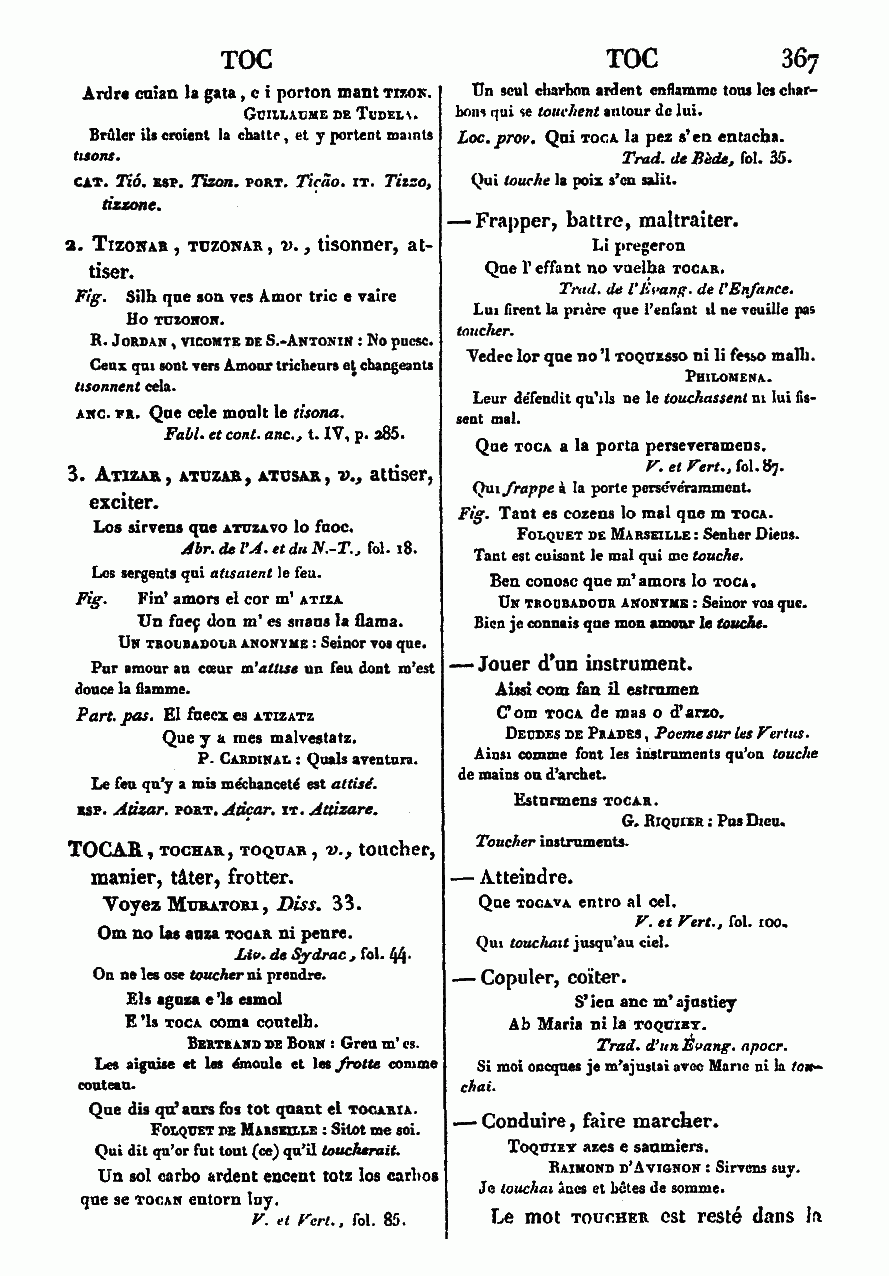 TOC
Ardre cuian la gata, e i porton mant TIZON.
GUILLAUME DE TUDELA.
Brûler ils croient la chatte, et y portent maints
tisons.
CAT. Tió. ESP. Tizon. PORT. Tição. IT. Tizzo,
tizzone.
2. TIZONAR, TUZONAR, v., tisonner, at-
tiser.
Fig. Silh que son ves Amor tric e vaire
Ho TUZONON.
R. JORDAN, VICOMTE DE S.-ANTONIN : No puesc.
Ceux qui sont vers Amour tricheurs et changeants
tisonnent cela.
ANC. FR. Que cele moult le tisona.
Fabl. et cont. anc., t. IV, p. 285.
3. ATIZAR, ATUZAR, ATUSAR, v., attiser,
exciter.
Los sirvens que ATUZAVO lo fuoc.
Abr. de l'A. et du N.-T., fol. 18.
Les sergents qui atisaient le feu.
Fig. Fin' amors el cor m' ATIZA
Un fueç don m' es suaus la flama.
UN TROUBADOUR ANONYME : Seinor vos que.
Pur amour au cœur m'attise un feu dont m'est
douce la flamme.
Part. pas. El fuecx es ATIZATZ
Que y a mes malvestatz.
P. CARDINAL : Quals aventura.
Le feu qu'y a mis méchanceté est attisé.
ESP. Atizar. PORT. Atiçar. IT. Attizzare.
TOCAR, TOCHAR, TOQUAR, v., toucher,
manier, tâter, frotter.
Voyez MURATORI, Diss. 33.
Om no las auza TOCAR ni penre.
Liv. de Sydrac, fol. 44.
On ne les ose toucher ni prendre.
Els aguza e 'ls esmol
E 'ls TOCA coma coutelh.
BERTRAND DE BORN : Greu m' es.
Les aiguise et les émoule et les frotte comme
couteau.
Que dis qu' aurs fos tot quant el TOCARIA.
FOLQUET DE MARSEILLE : Sitot me soi.
Qui dit qu'or fut tout (ce) qu'il toucherait.
Un sol carbo ardent encent totz los carbos
que se TOCAN entorn luy.
V. et Vert., fol. 85.
TOC 367
Un seul charbon ardent enflamme tous les char-
bons qui se touchent autour de lui.
Loc. prov. Qui TOCA la pez s'en entacha.
Trad. de Bède, fol. 35.
Qui touche la poix s'en salit.
— Frapper, battre, maltraiter.
Li pregeron
Que l' effant no vuelha TOCAR.
Trad. de l'Évang. de l'Enfance.
Lui firent la prière que l'enfant il ne veuille pas
toucher.
Vedec lor que no 'l TOQUESSO ni li fesso malh.
PHILOMENA.
Leur défendit qu'ils ne le touchassent ni lui fis-
sent mal.
Que TOCA a la porta perseveramens.
V. et Vert., fol. 87.
Qui frappe à la porte persévéramment.
Fig. Tant es cozens lo mal que m TOCA.
FOLQUET DE MARSEILLE : Senher Dieus.
Tant est cuisant le mal qui me touche.
Ben conosc que m' amors lo TOCA.
UN TROUBADOUR ANONYME : Seinor vos que.
Bien je connais que mon amour le touche.
— Jouer d'un instrument.
Aissi com fan il estrumen
C'om TOCA de mas o d'arzo.
DEUDES DE PRADES, Poeme sur les Vertus.
Ainsi comme font les instruments qu'on touche
de mains ou d'archet.
Esturmens TOCAR.
G. RIQUIER : Pus Dieu.
Toucher instruments.
— Atteindre.
Que TOCAVA entro al cel.
V. et Vert., fol. 100.
Qui touchait jusqu'au ciel.
— Copuler, coïter.
S'ieu anc m' ajustiey
Ab Maria ni la TOQUIEY.
Trad. d'un Évang. apocr.
Si moi oncques je m'ajustai avec Marie ni la tou-
chai.
— Conduire, faire marcher.
TOQUIEY azes e saumiers.
RAIMOND D'AVIGNON : Sirvens suy.
Je touchai ânes et bêtes de somme.
Le mot TOUCHER est resté dans la